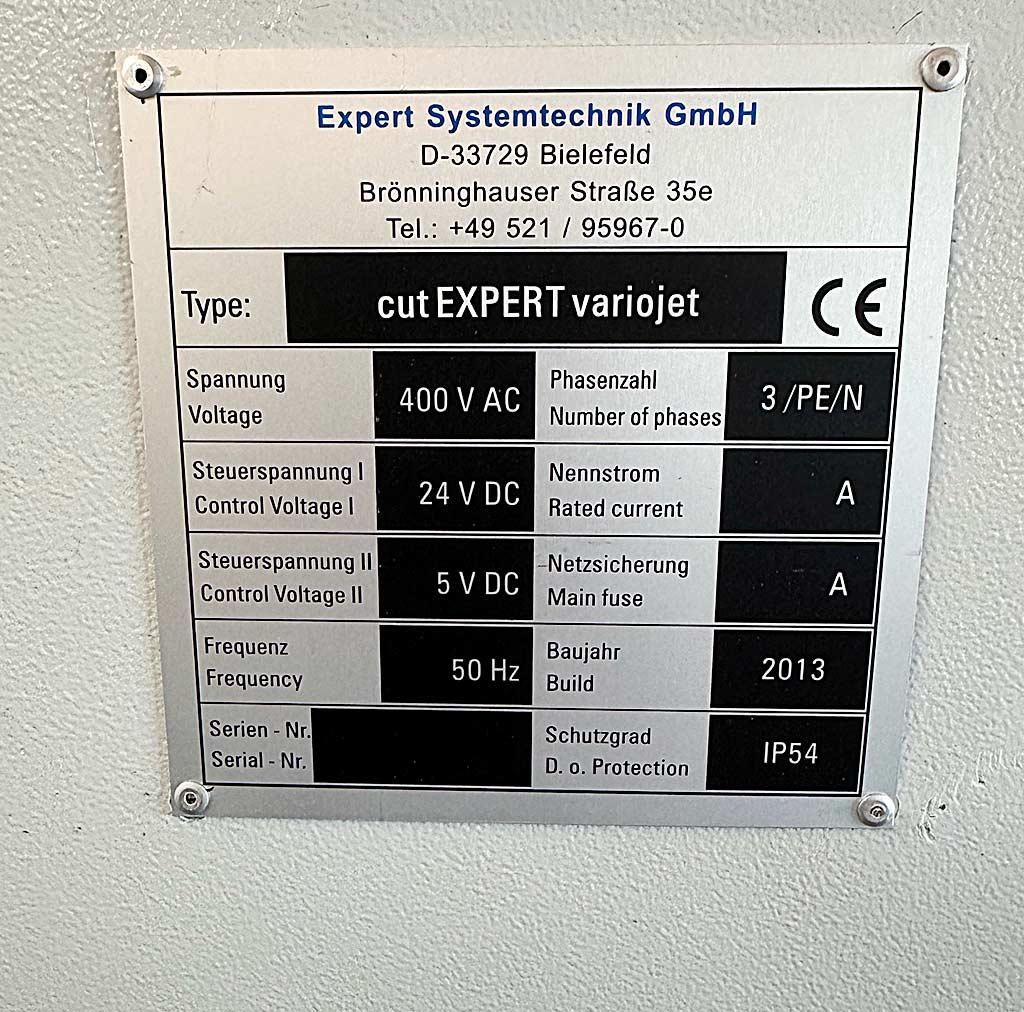 Expert Systemtechnik GmbH
D-33729 Bielefeld
Brönninghauser Straße 35e
Tel.: +49 521 / 95967-0
Type: cut EXPERT variojet CE
Spannung
Voltage
400 V AC
Phasenzahl
Number of phases
3 /PE/N
Steuerspannung I
Control Voltage I
24 V DC
Nennstrom
Rated current
A
Steuerspannung II
Control Voltage II
5 V DC
Netzsicherung
Main fuse
A
Frequenz
Frequency
50 Hz
Baujahr
Build
2013
Serien - Nr.
Serial - Nr.
Schutzgrad
D. o. Protection
IP54